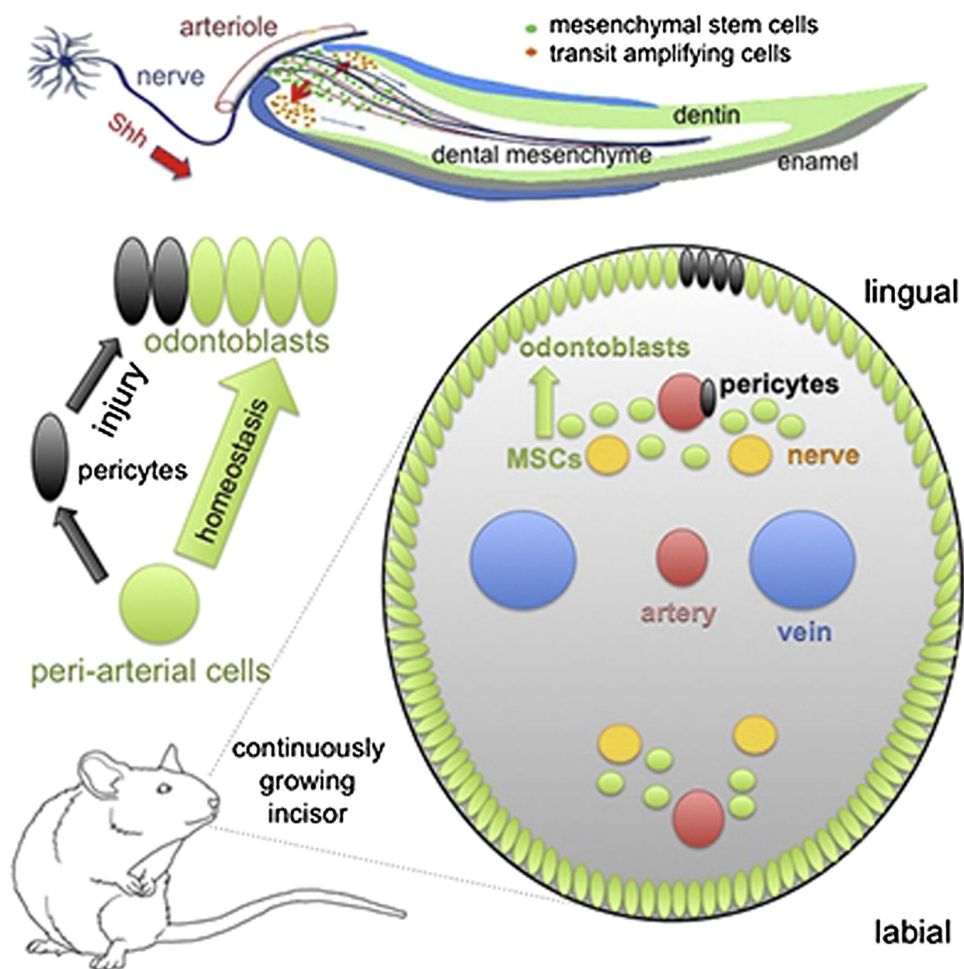 arteriole
mesenchymal stem cells
transit amplifying cells
nerve
Shh
dentin
dental mesenchyme
enamel
odontoblasts
injury
pericytes
homeostasis
peri-arterial cells
lingual
odontoblasts
pericytes
MSCs
nerve
artery
vein
continuously
growing
incisor
labial